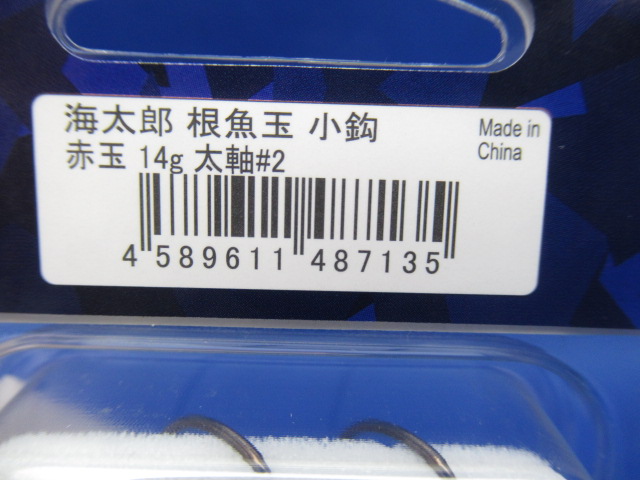 海太郎 根魚玉 小鈎
赤玉 14g 太軸#2
Made in
China
4 589611 487135